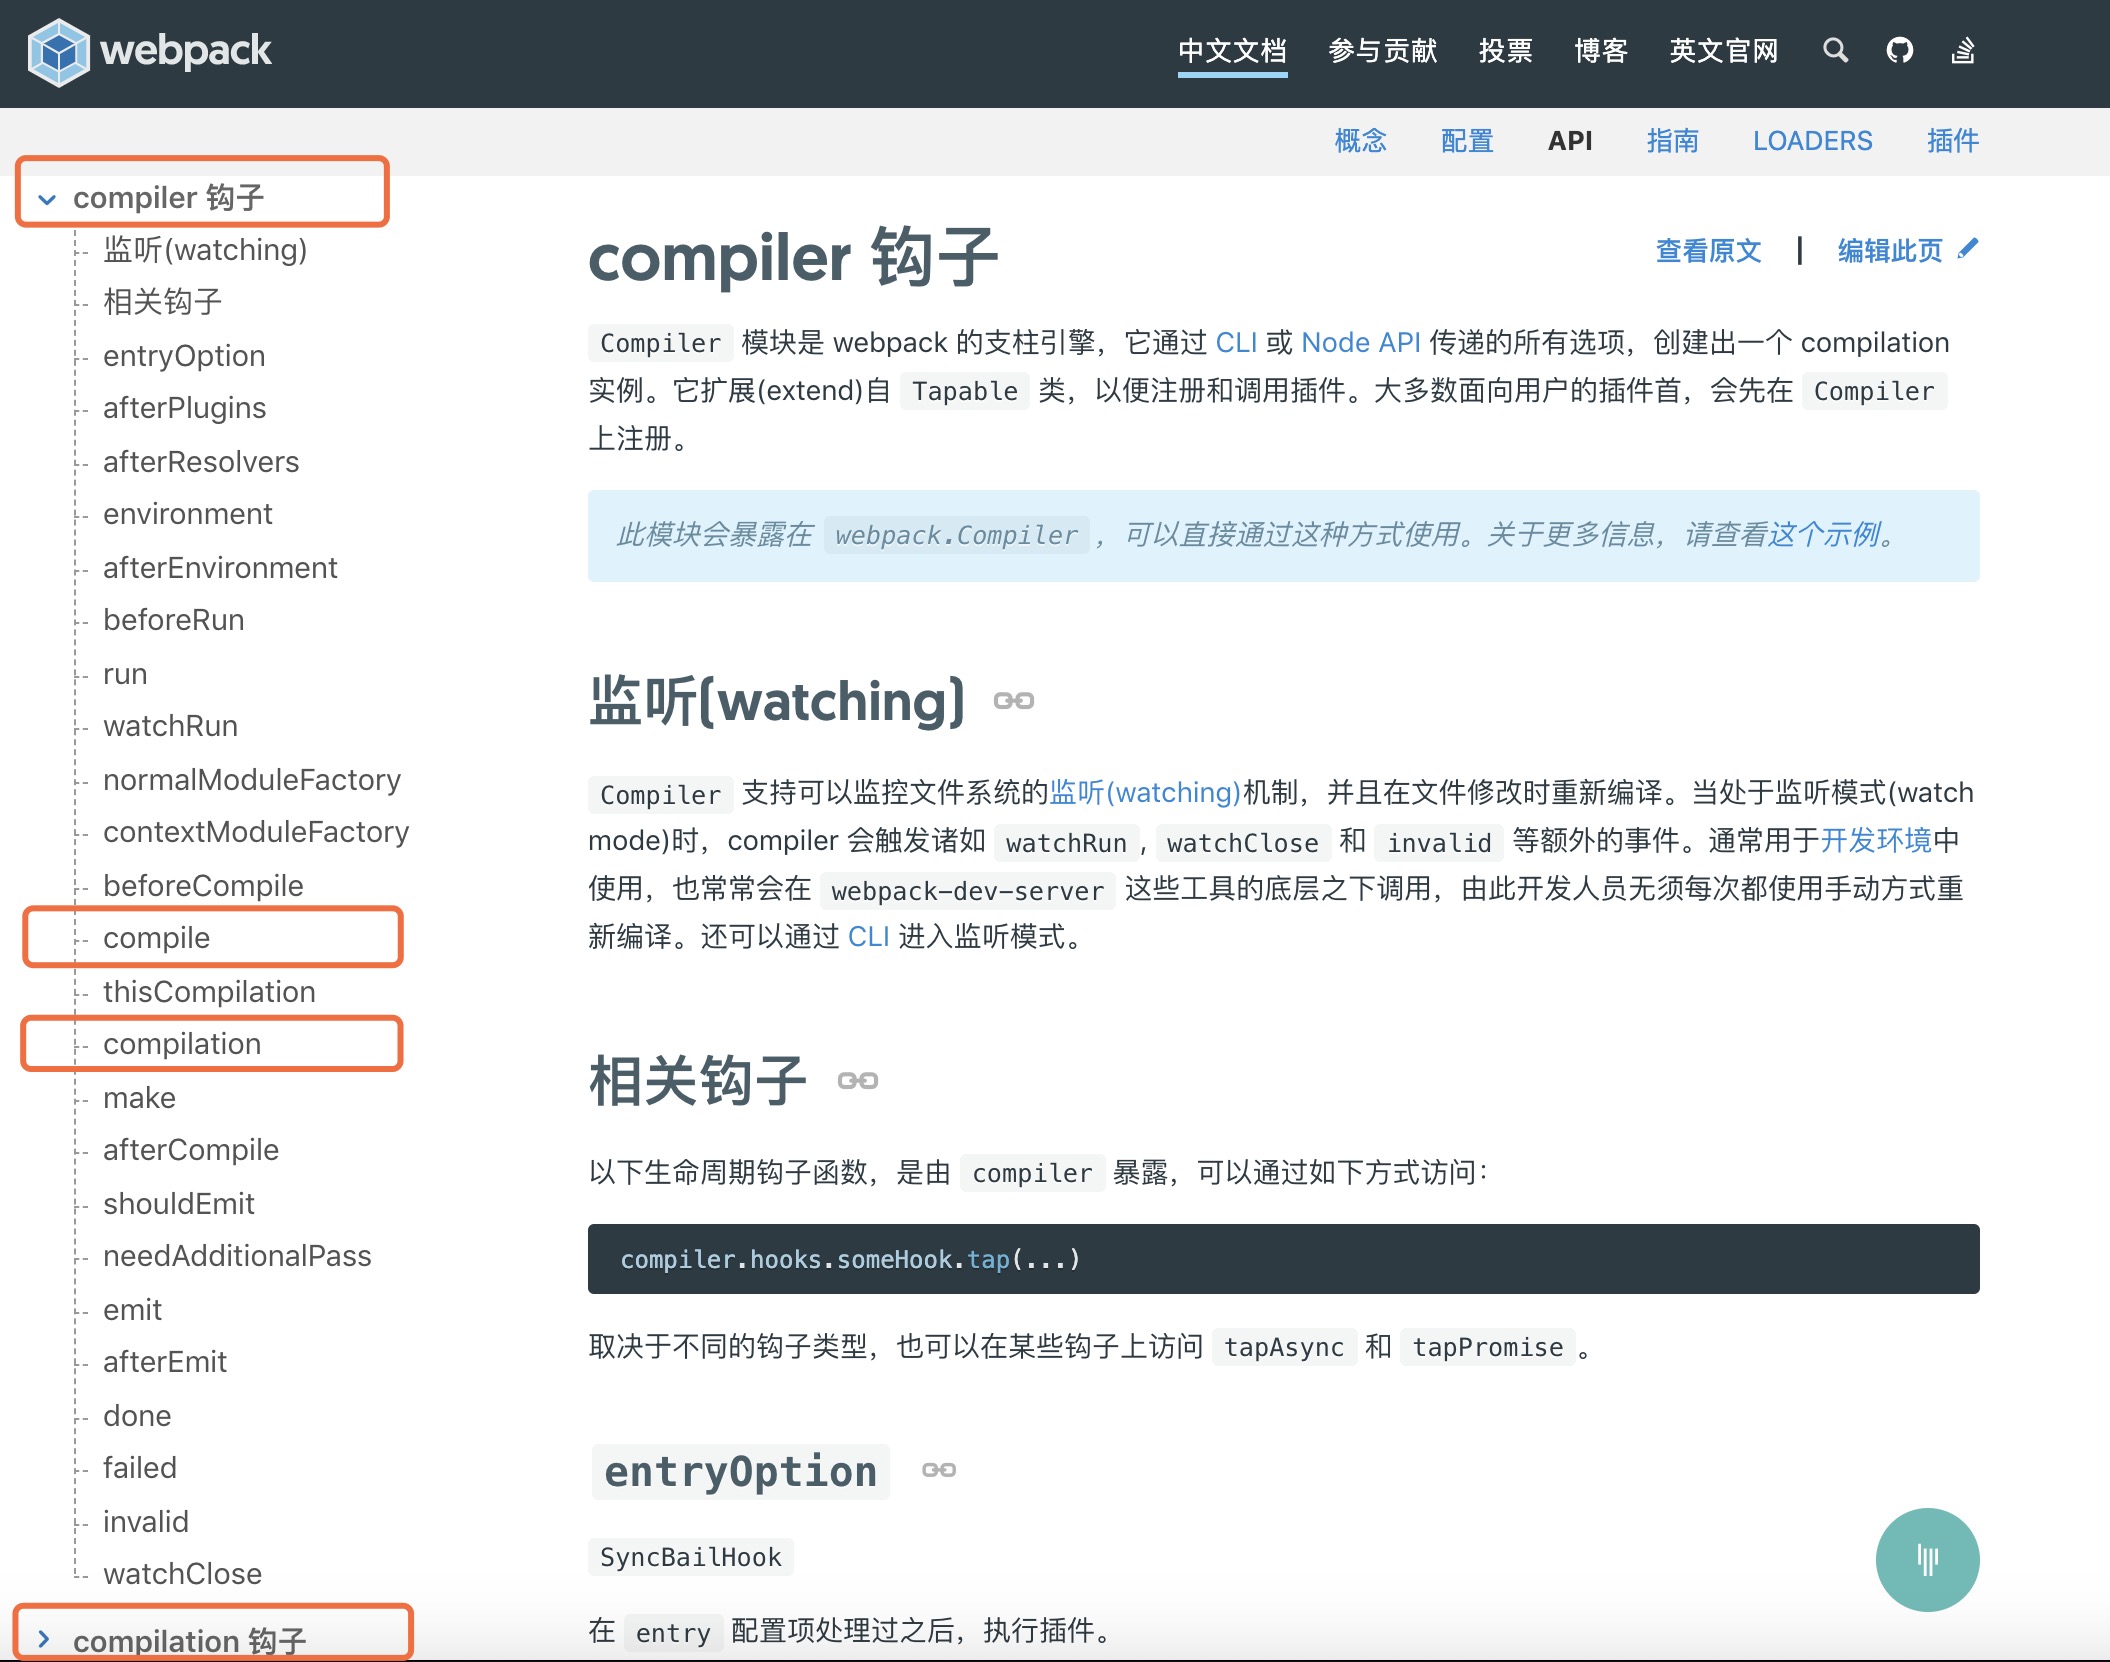 webpack
中文文档 参与贡献 投票 博客 英文官网
概念 配置 API 指南 LOADERS 插件
compiler 钩子
监听(watching)
相关钩子
entryOption
afterPlugins
afterResolvers
environment
afterEnvironment
beforeRun
run
watchRun
normalModuleFactory
contextModuleFactory
beforeCompile
compile
thisCompilation
compilation
make
afterCompile
shouldEmit
needAdditionalPass
emit
afterEmit
done
failed
invalid
watchClose
compilation 钩子
compiler 钩子
查看原文 | 编辑此页
Compiler 模块是 webpack 的支柱引擎，它通过 CLI 或 Node API 传递的所有选项，创建出一个 compilation
实例。它扩展(extend)自 Tapable 类，以便注册和调用插件。大多数面向用户的插件首，会先在 Compiler
上注册。
此模块会暴露在 webpack.Compiler，可以直接通过这种方式使用。关于更多信息，请查看这个示例。
监听(watching)
Compiler 支持可以监控文件系统的监听(watching)机制，并且在文件修改时重新编译。当处于监听模式(watch
mode)时，compiler 会触发诸如 watchRun, watchClose 和 invalid 等额外的事件。通常用于开发环境中
使用，也常常会在 webpack-dev-server 这些工具的底层之下调用，由此开发人员无须每次都使用手动方式重
新编译。还可以通过 CLI 进入监听模式。
相关钩子
以下生命周期钩子函数，是由 compiler 暴露，可以通过如下方式访问：
compiler.hooks.someHook.tap(...)
取决于不同的钩子类型，也可以在某些钩子上访问 tapAsync 和 tapPromise。
entryOption
SyncBailHook
在 entry 配置项处理过之后，执行插件。